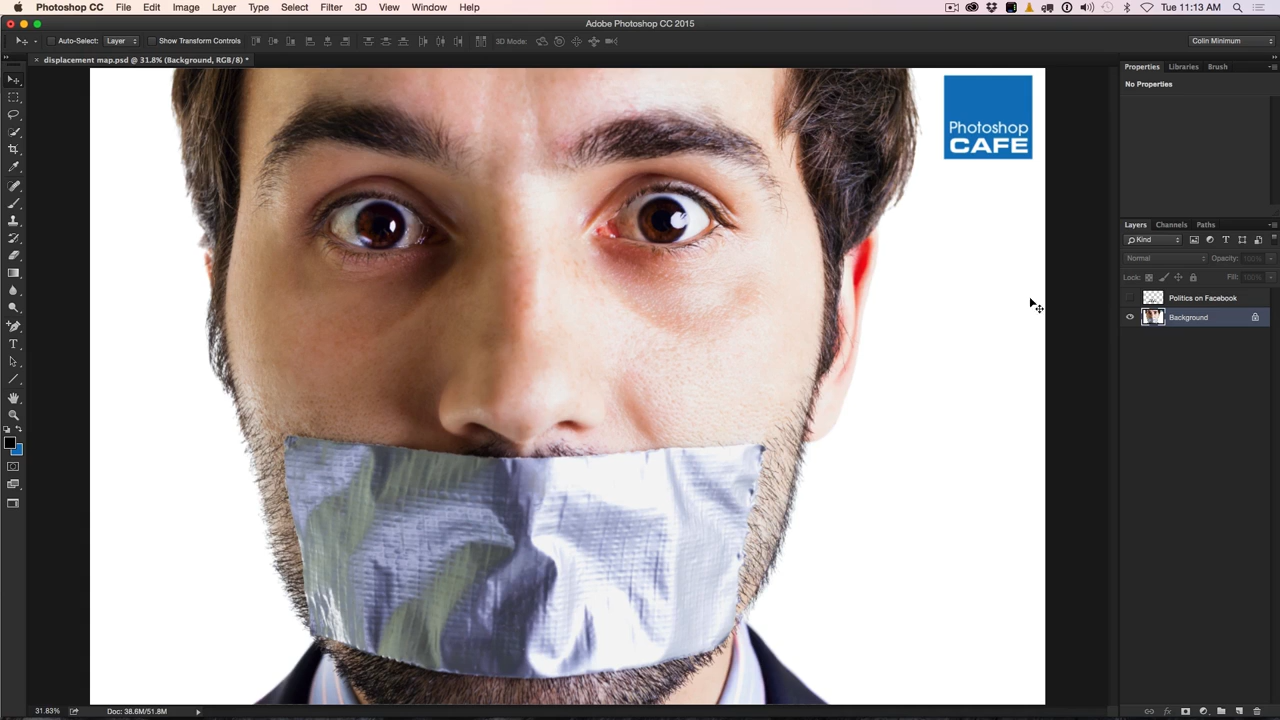 Photoshop CC File Edit Image Layer Type Select Filter 3D View Window Help Tue 11:13 AM
Adobe Photoshop CC 2015
Auto-Select: Layer Show Transform Controls 3D Mode: Colin Minimum
displacement map.psd @ 31.8% (Background, RGB/8) *
Properties Libraries Brush
No Properties
Photoshop
CAFE
Layers Channels Paths
Kind
Normal Opacity: 100%
Lock: Fill: 100%
Politics on Facebook
Background
31.83% Doc: 38.6M/51.8M